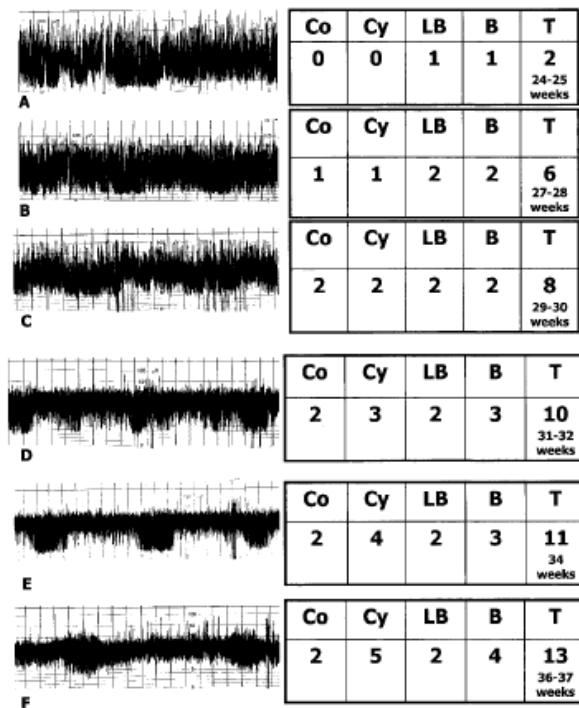 Co Cy LB B T
0 0 1 1 2
24-25
weeks
A
Co Cy LB B T
1 1 2 2 6
27-28
weeks
B
Co Cy LB B T
2 2 2 2 8
29-30
weeks
C
Co Cy LB B T
2 3 2 3 10
31-32
weeks
D
Co Cy LB B T
2 4 2 3 11
34
weeks
E
Co Cy LB B T
2 5 2 4 13
36-37
weeks
F